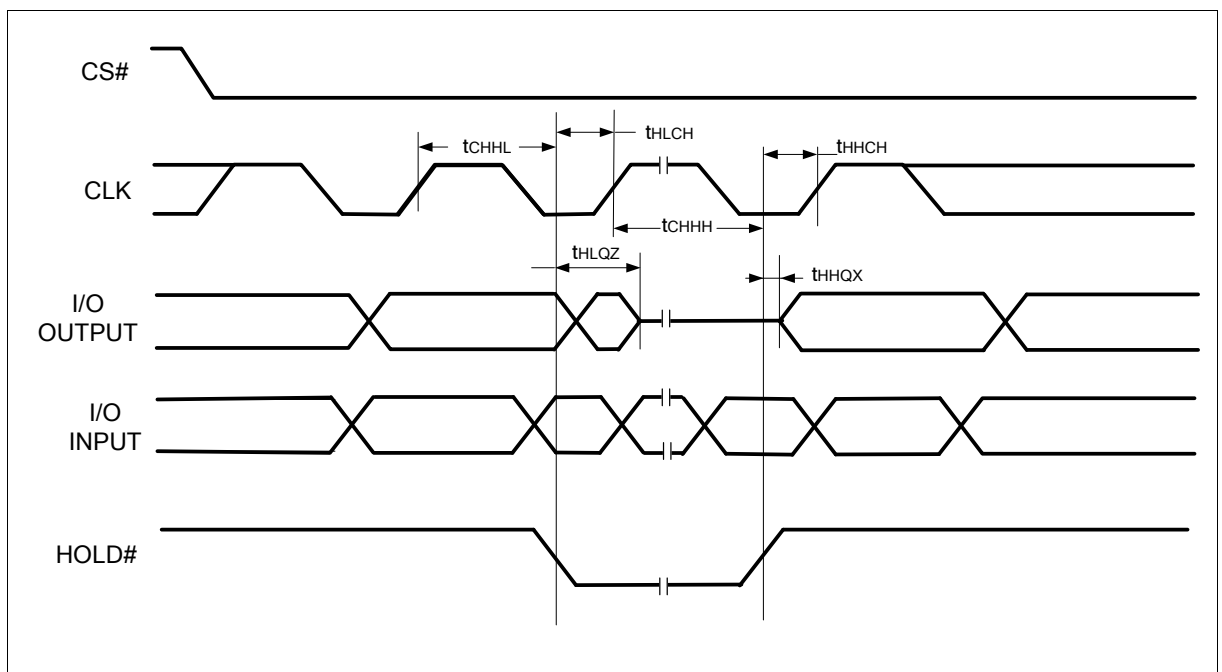 CS#
tCHHL
tHLCH
tHHCH
CLK
tCHHH
tHLQZ
tHHQX
I/O
OUTPUT
I/O
INPUT
HOLD#